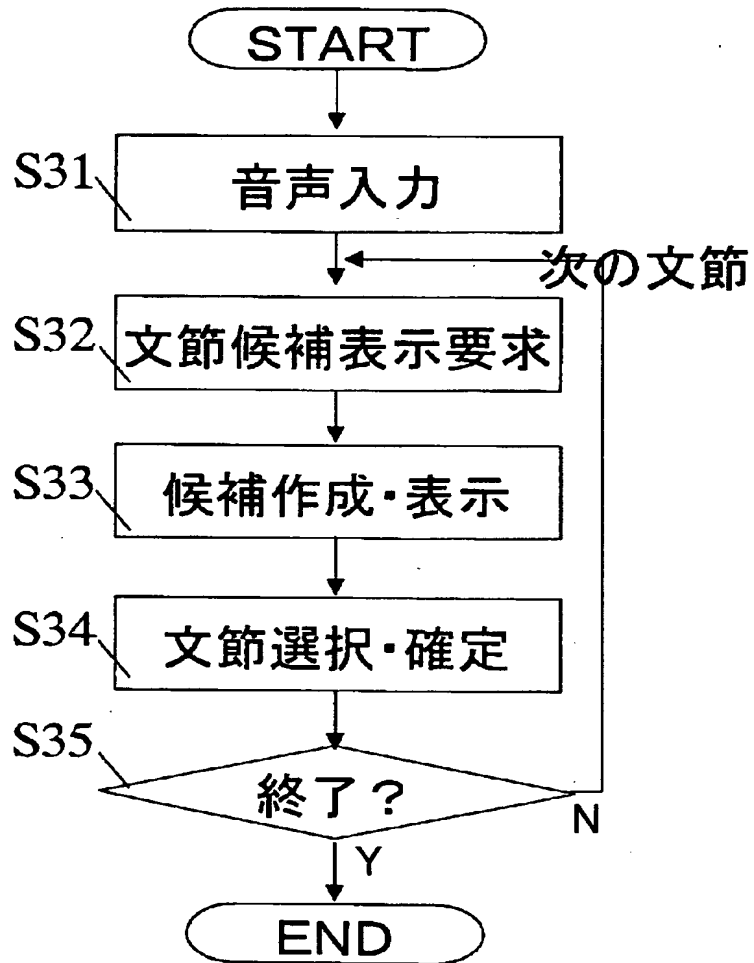 START
S31
音声入力
次の文節
S32
文節候補表示要求
S33
候補作成・表示
S34
文節選択・確定
S35
終了？
N
Y
END